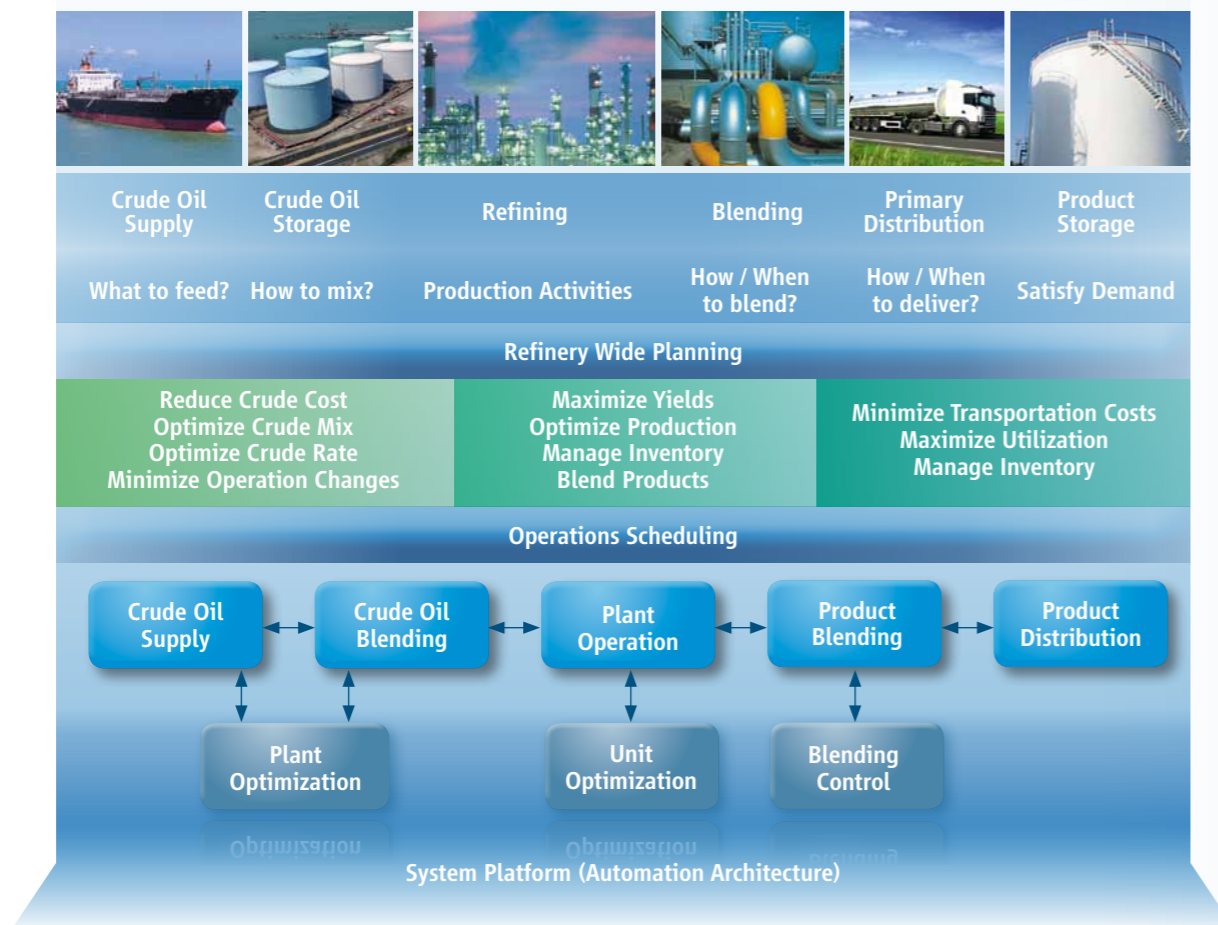 Crude Oil
Supply
Crude Oil
Storage
Refining
Blending
Primary
Distribution
Product
Storage
What to feed?
How to mix?
Production Activities
How / When
to blend?
How / When
to deliver?
Satisfy Demand
Refinery Wide Planning
Reduce Crude Cost
Optimize Crude Mix
Optimize Crude Rate
Minimize Operation Changes
Maximize Yields
Optimize Production
Manage Inventory
Blend Products
Minimize Transportation Costs
Maximize Utilization
Manage Inventory
Operations Scheduling
Crude Oil
Supply
Crude Oil
Blending
Plant
Operation
Product
Blending
Product
Distribution
Plant
Optimization
Unit
Optimization
Blending
Control
System Platform (Automation Architecture)